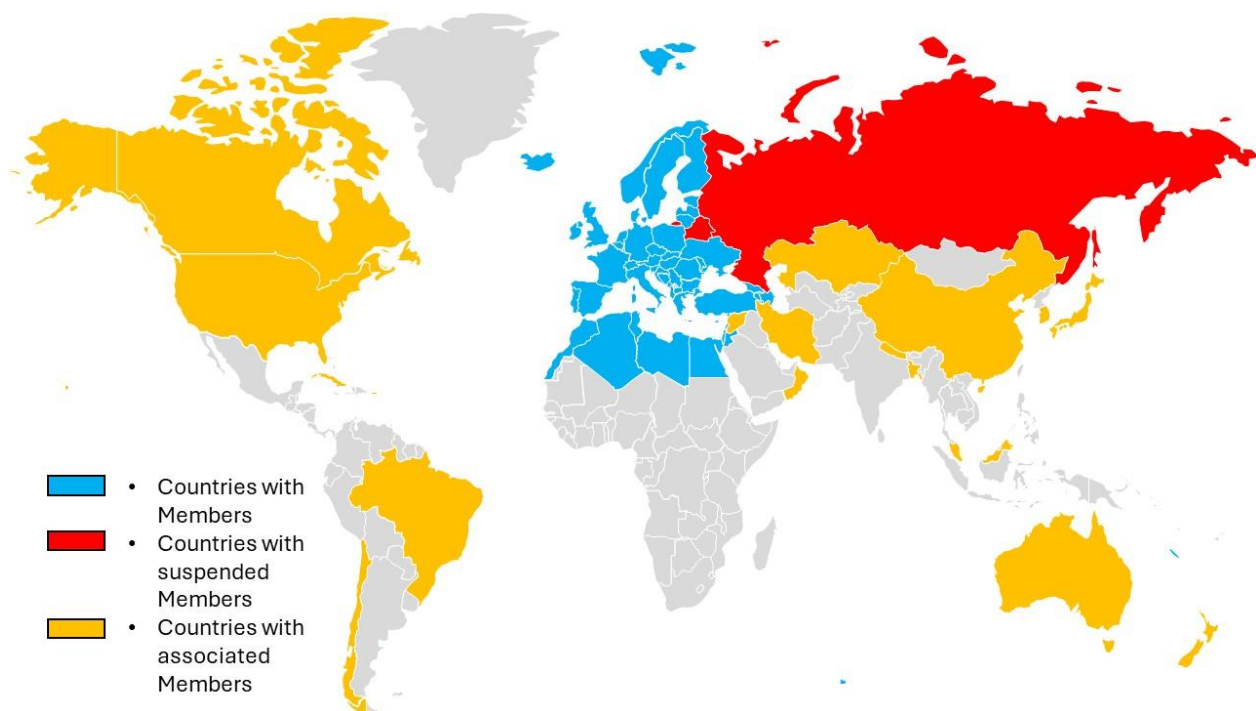 • Countries with
Members
• Countries with
suspended
Members
• Countries with
associated
Members